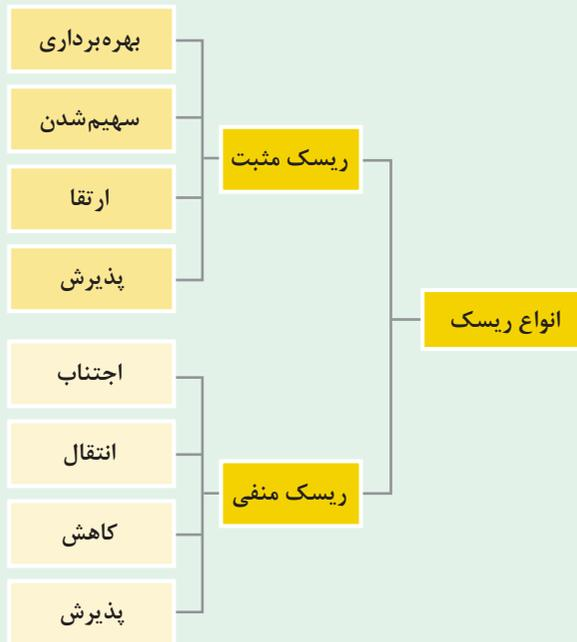 انواع ریسک
ریسک مثبت
بهره‌برداری
سهیم‌شدن
ارتقا
پذیرش
ریسک منفی
اجتناب
انتقال
کاهش
پذیرش